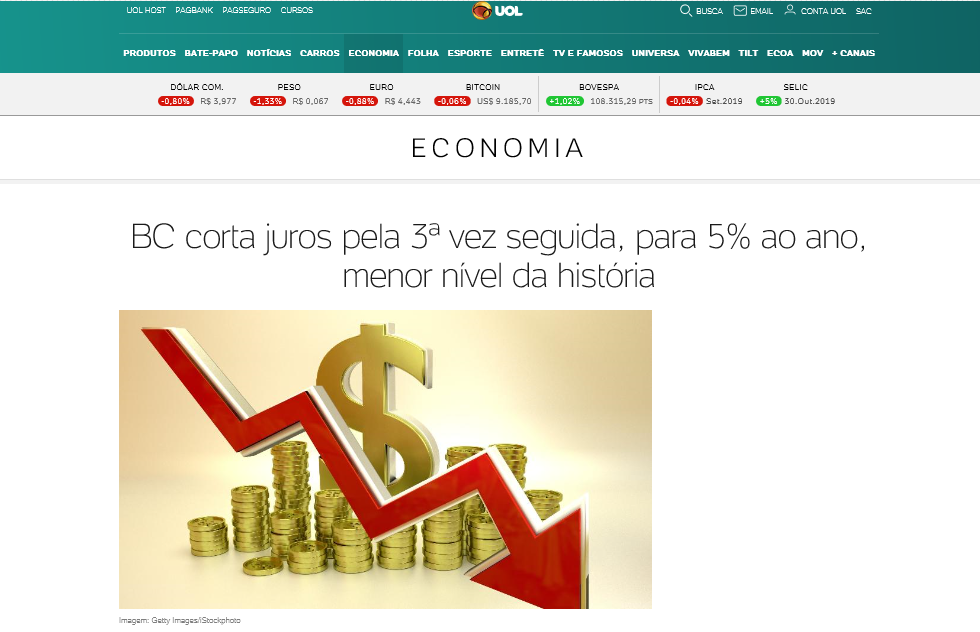 UOL HOST PAGBANK PAGSEGURO CURSOS UOL BUSCA EMAIL CONTA UOL SAC
PRODUTOS BATE-PAPO NOTÍCIAS CARROS ECONOMIA FOLHA ESPORTE ENTRETÊ TV E FAMOSOS UNIVERSA VIVABEM TILT ECOA MOV + CANAIS
DÓLAR COM. PESO EURO BITCOIN BOVESPA IPCA SELIC
-0,80% R$ 3,977 -1,33% R$ 0,067 -0,88% R$ 4,443 -0,06% US$ 9.185,70 +1,02% 108.315,29 PTS -0,04% Set.2019 +5% 30.Out.2019
ECONOMIA
BC corta juros pela 3ª vez seguida, para 5% ao ano,
menor nível da história
$
Imagem: Getty Images/iStockphoto